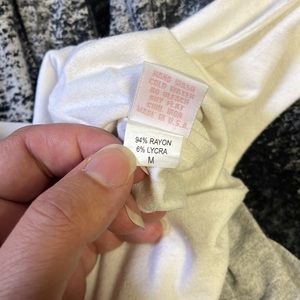 HAND WASH
COLD WATER
NO BLEACH
DRY FLAT
COOL IRON
MADE IN
U.S.A.
94% RAYON
6% LYCRA
M